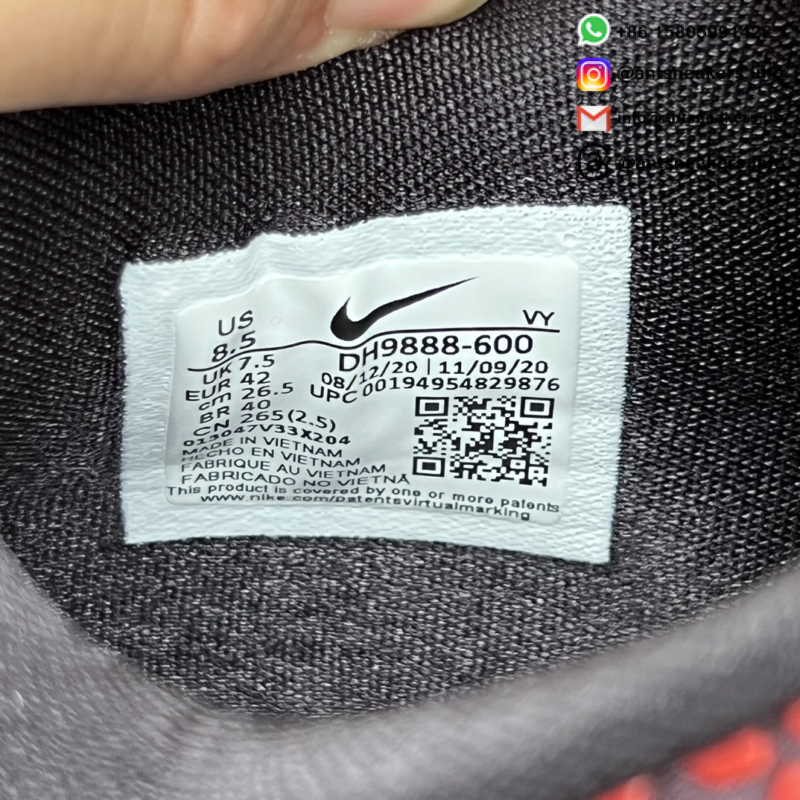 VY
US
8.5
UK 7.5
EUR 42
cm 26.5
BR 40
CN 265(2.5)
DH9888-600
08/12/20 | 11/09/20
UPC 00194954829876
013047V33X204
MADE IN VIETNAM
HECHO EN VIETNAM
FABRIQUE AU VIETNAM
FABRICADO NO VIETNÃ
This product is covered by one or more patents
www.nike.com/patentsvirtualmarking